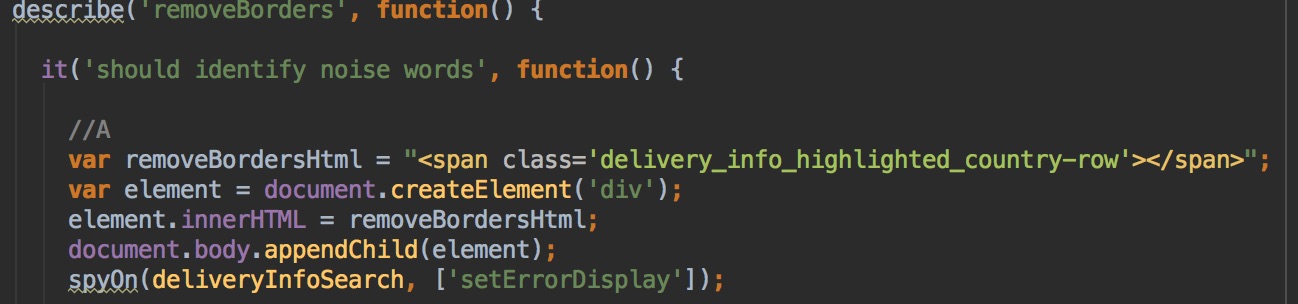 describe('removeBorders', function() {
it('should identify noise words', function() {
//A
var removeBordersHtml = "<span class='delivery_info_highlighted_country-row'></span>";
var element = document.createElement('div');
element.innerHTML = removeBordersHtml;
document.body.appendChild(element);
spyOn(deliveryInfoSearch, ['setErrorDisplay']);